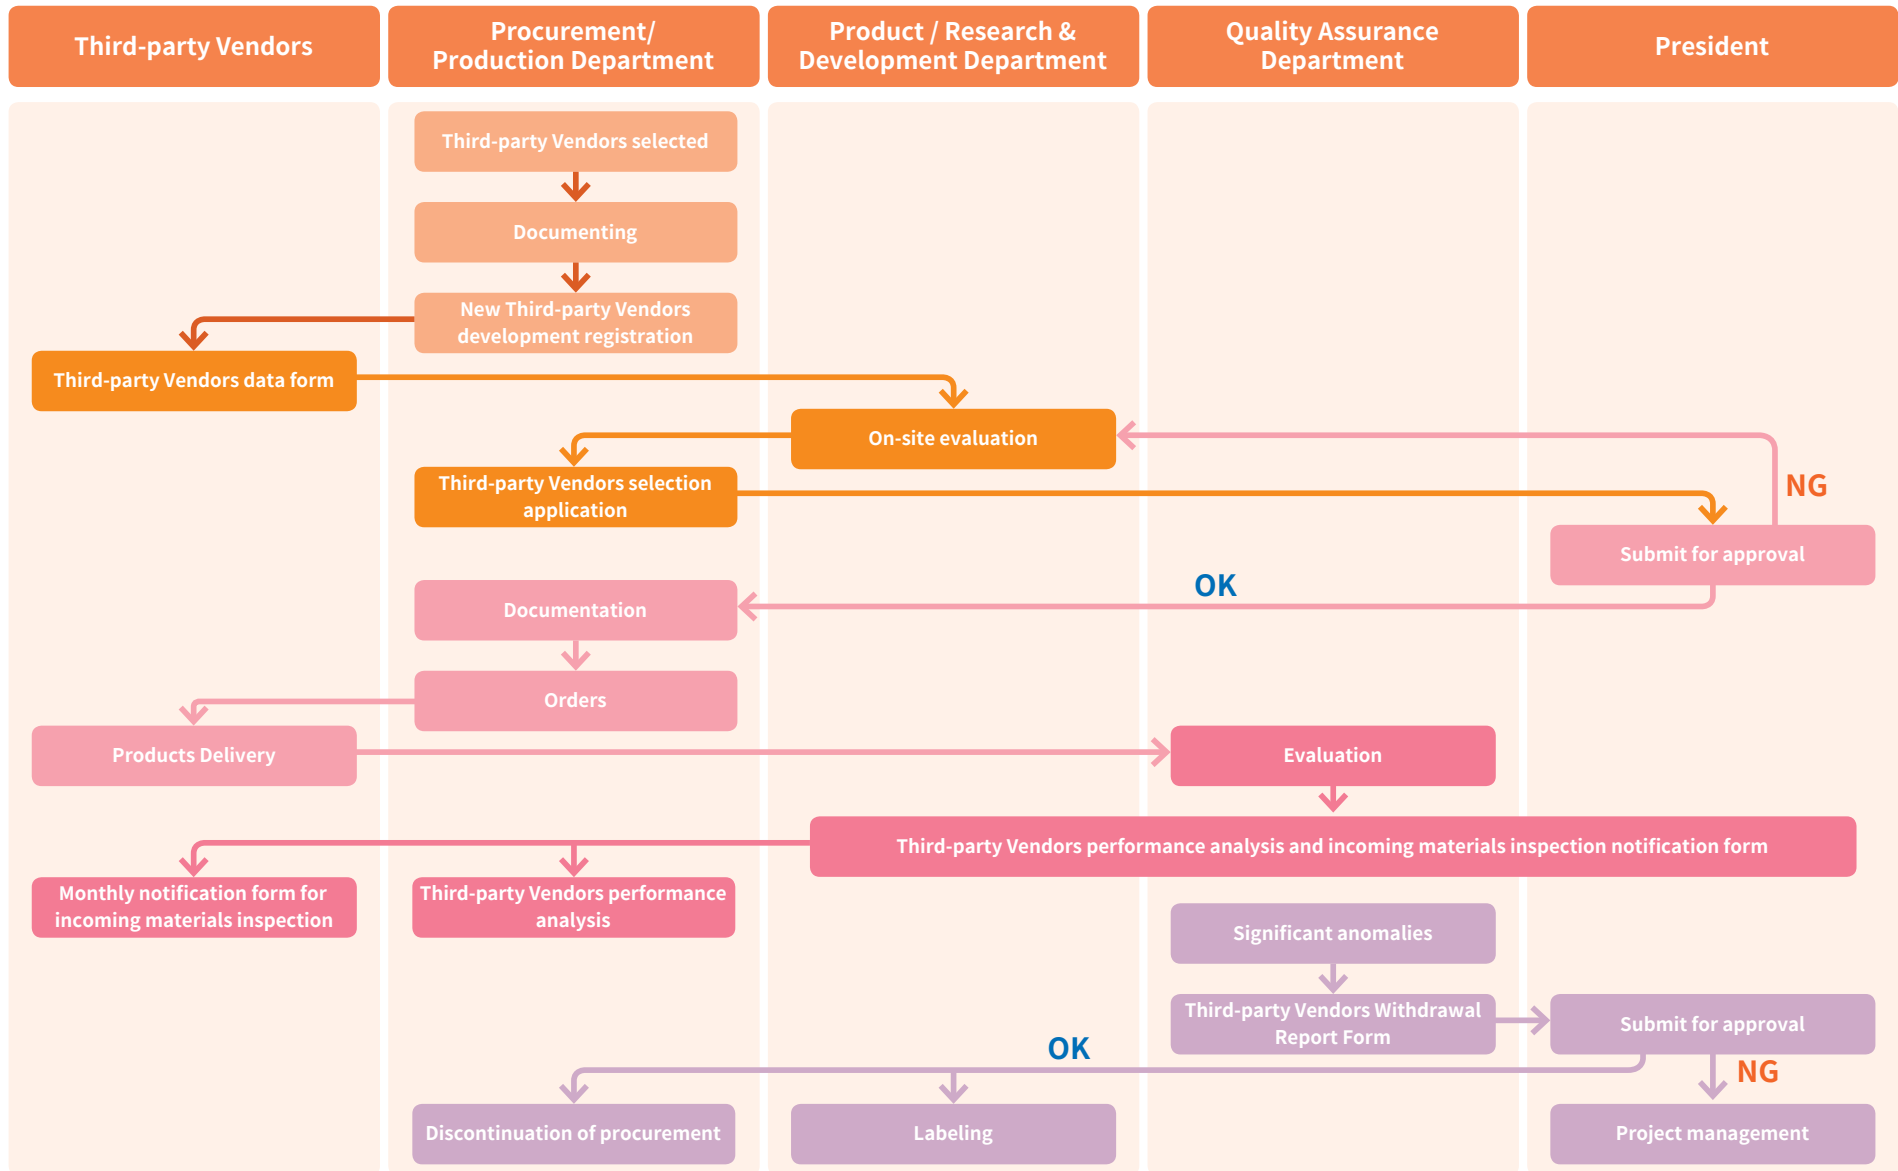 Third-party Vendors
Procurement/
Production Department
Product / Research &
Development Department
Quality Assurance
Department
President
Third-party Vendors selected
Documenting
New Third-party Vendors
development registration
Third-party Vendors data form
On-site evaluation
Third-party Vendors selection
application
NG
Submit for approval
OK
Documentation
Orders
Products Delivery
Evaluation
Third-party Vendors performance analysis and incoming materials inspection notification form
Monthly notification form for
incoming materials inspection
Third-party Vendors performance
analysis
Significant anomalies
Third-party Vendors Withdrawal
Report Form
Submit for approval
OK
NG
Discontinuation of procurement
Labeling
Project management